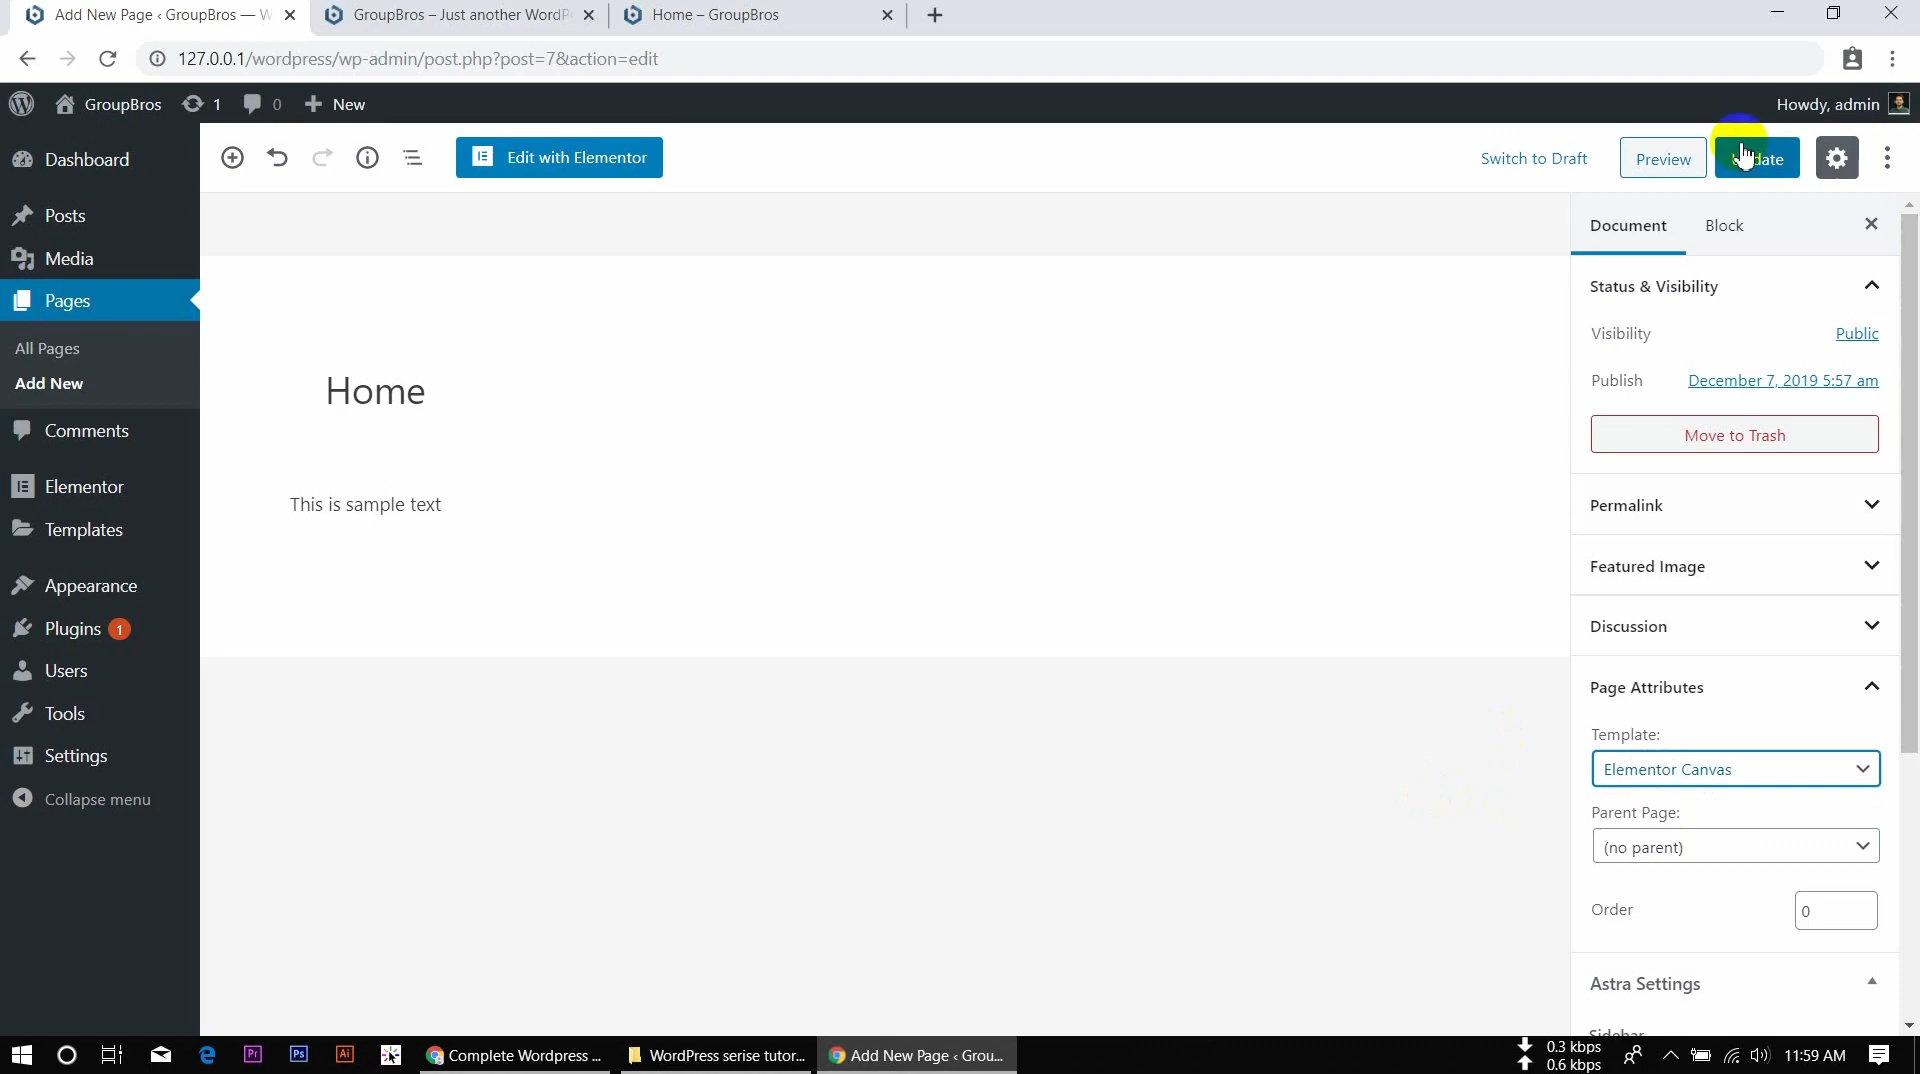 Add New Page ‹ GroupBros — W
GroupBros – Just another WordP
Home – GroupBros
127.0.0.1/wordpress/wp-admin/post.php?post=7&action=edit
GroupBros
1
0
New
Howdy, admin
Dashboard
Posts
Media
Pages
All Pages
Add New
Comments
Elementor
Templates
Appearance
Plugins 1
Users
Tools
Settings
Collapse menu
Edit with Elementor
Switch to Draft
Preview
Update
Home
This is sample text
Document
Block
Status & Visibility
Visibility
Public
Publish
December 7, 2019 5:57 am
Move to Trash
Permalink
Featured Image
Discussion
Page Attributes
Template:
Elementor Canvas
Parent Page:
(no parent)
Order
0
Astra Settings
Sidebar
Pr
Ps
Ai
Complete Wordpress ...
WordPress serise tutor...
Add New Page ‹ Grou...
0.3 kbps
0.6 kbps
11:59 AM